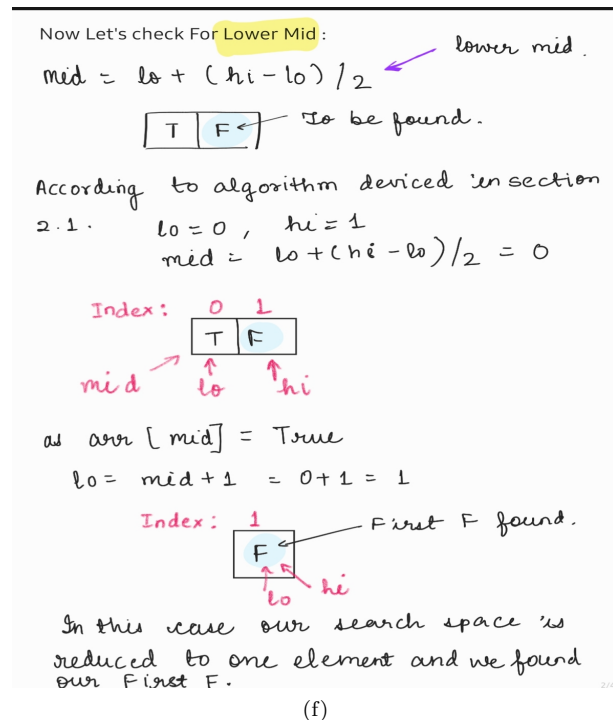 Now Let's check For Lower Mid :
lower mid.
mid = lo + (hi - lo) / 2
T F To be found.
According to algorithm deviced in section
2.1. lo = 0 , hi = 1
mid = lo + (hi - lo)/2 = 0
Index: 0 1
T F
mid lo hi
as arr [mid] = True
lo = mid + 1 = 0 + 1 = 1
Index: 1
First F found.
F
lo hi
In this case our search space is
reduced to one element and we found
our First F.
(f)